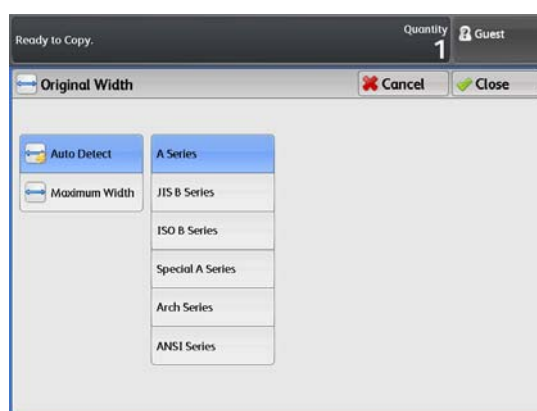 Ready to Copy.
Quantity
1
Guest
Original Width
Cancel
Close
Auto Detect
Maximum Width
A Series
JIS B Series
ISO B Series
Special A Series
Arch Series
ANSI Series